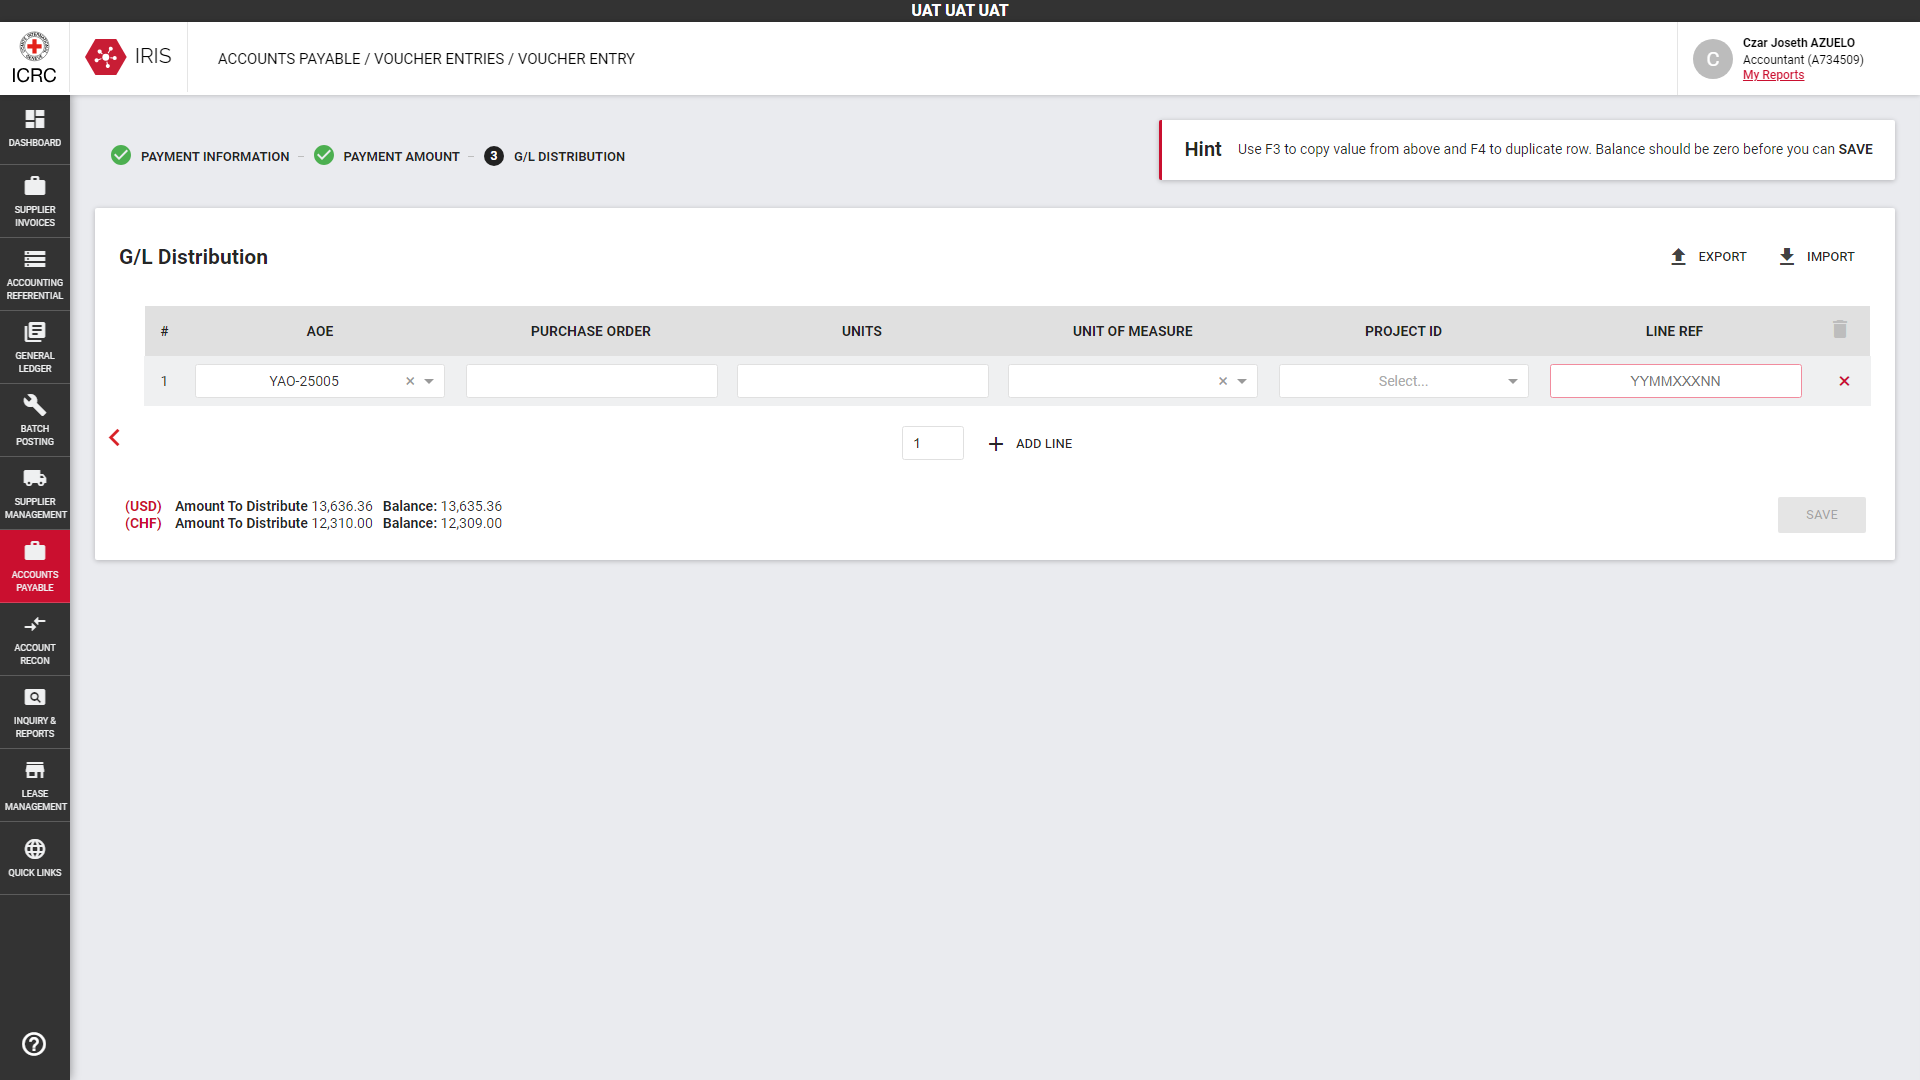 UAT UAT UAT
ICRC
IRIS
ACCOUNTS PAYABLE / VOUCHER ENTRIES / VOUCHER ENTRY
C
Czar Joseth AZUELO
Accountant (A734509)
My Reports
DASHBOARD
SUPPLIER
INVOICES
ACCOUNTING
REFERENTIAL
GENERAL
LEDGER
BATCH
POSTING
SUPPLIER
MANAGEMENT
ACCOUNTS
PAYABLE
ACCOUNT
RECON
INQUIRY &
REPORTS
LEASE
MANAGEMENT
QUICK LINKS
PAYMENT INFORMATION
PAYMENT AMOUNT
3 G/L DISTRIBUTION
Hint Use F3 to copy value from above and F4 to duplicate row. Balance should be zero before you can SAVE
G/L Distribution
EXPORT
IMPORT
# AOE PURCHASE ORDER UNITS UNIT OF MEASURE PROJECT ID LINE REF
1 YAO-25005 × × Select... YYMMXXXNN
1 ADD LINE
(USD) Amount To Distribute 13,636.36 Balance: 13,635.36
(CHF) Amount To Distribute 12,310.00 Balance: 12,309.00
SAVE